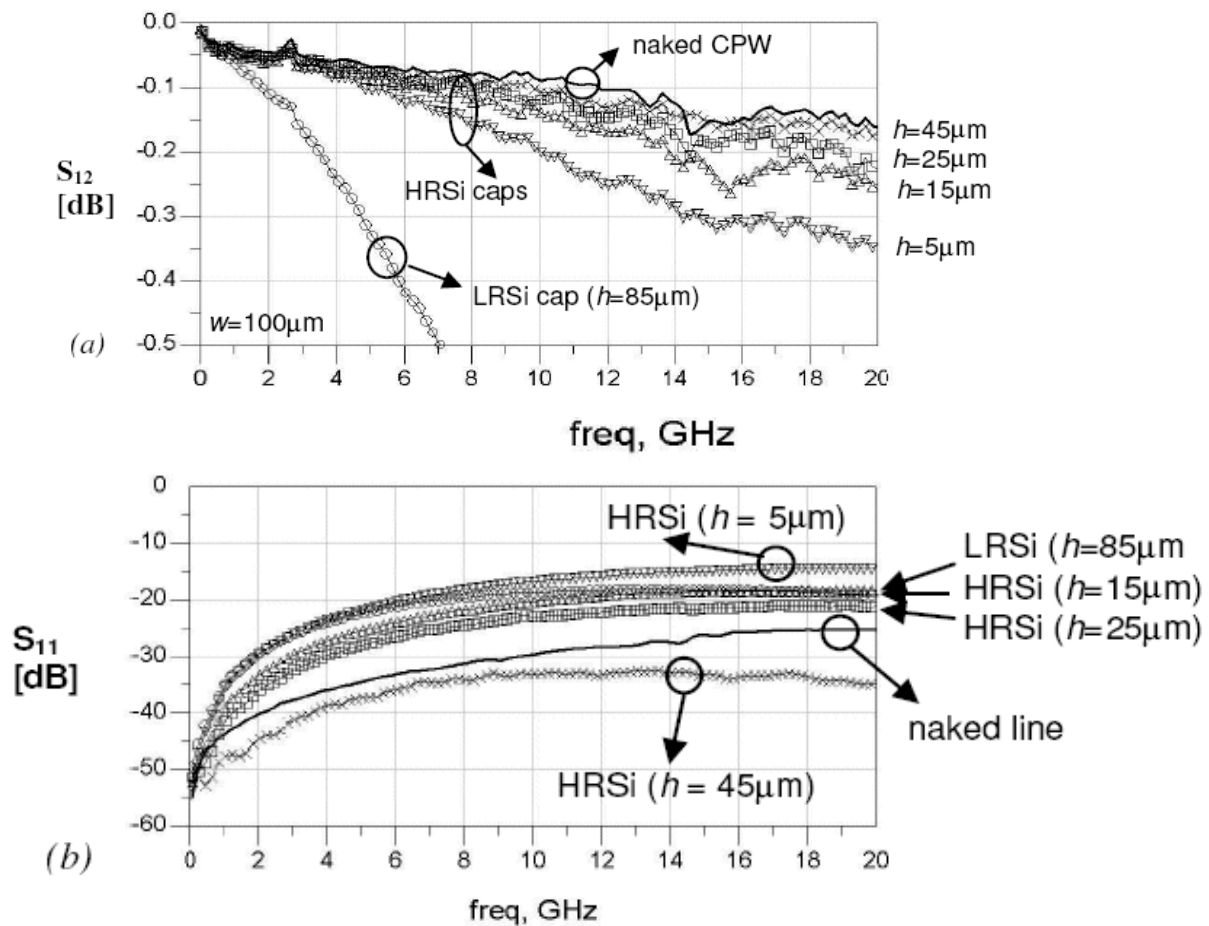 0.0
-0.1
-0.2
-0.3
-0.4
-0.5
S12
[dB]
naked CPW
HRSi caps
LRSi cap (h=85μm)
w=100μm
h=45μm
h=25μm
h=15μm
h=5μm
(a)
0 2 4 6 8 10 12 14 16 18 20
freq, GHz
0
-10
-20
-30
-40
-50
-60
S11
[dB]
HRSi (h = 5μm)
LRSi (h=85μm
HRSi (h=15μm)
HRSi (h=25μm)
naked line
HRSi (h = 45μm)
(b)
0 2 4 6 8 10 12 14 16 18 20
freq, GHz